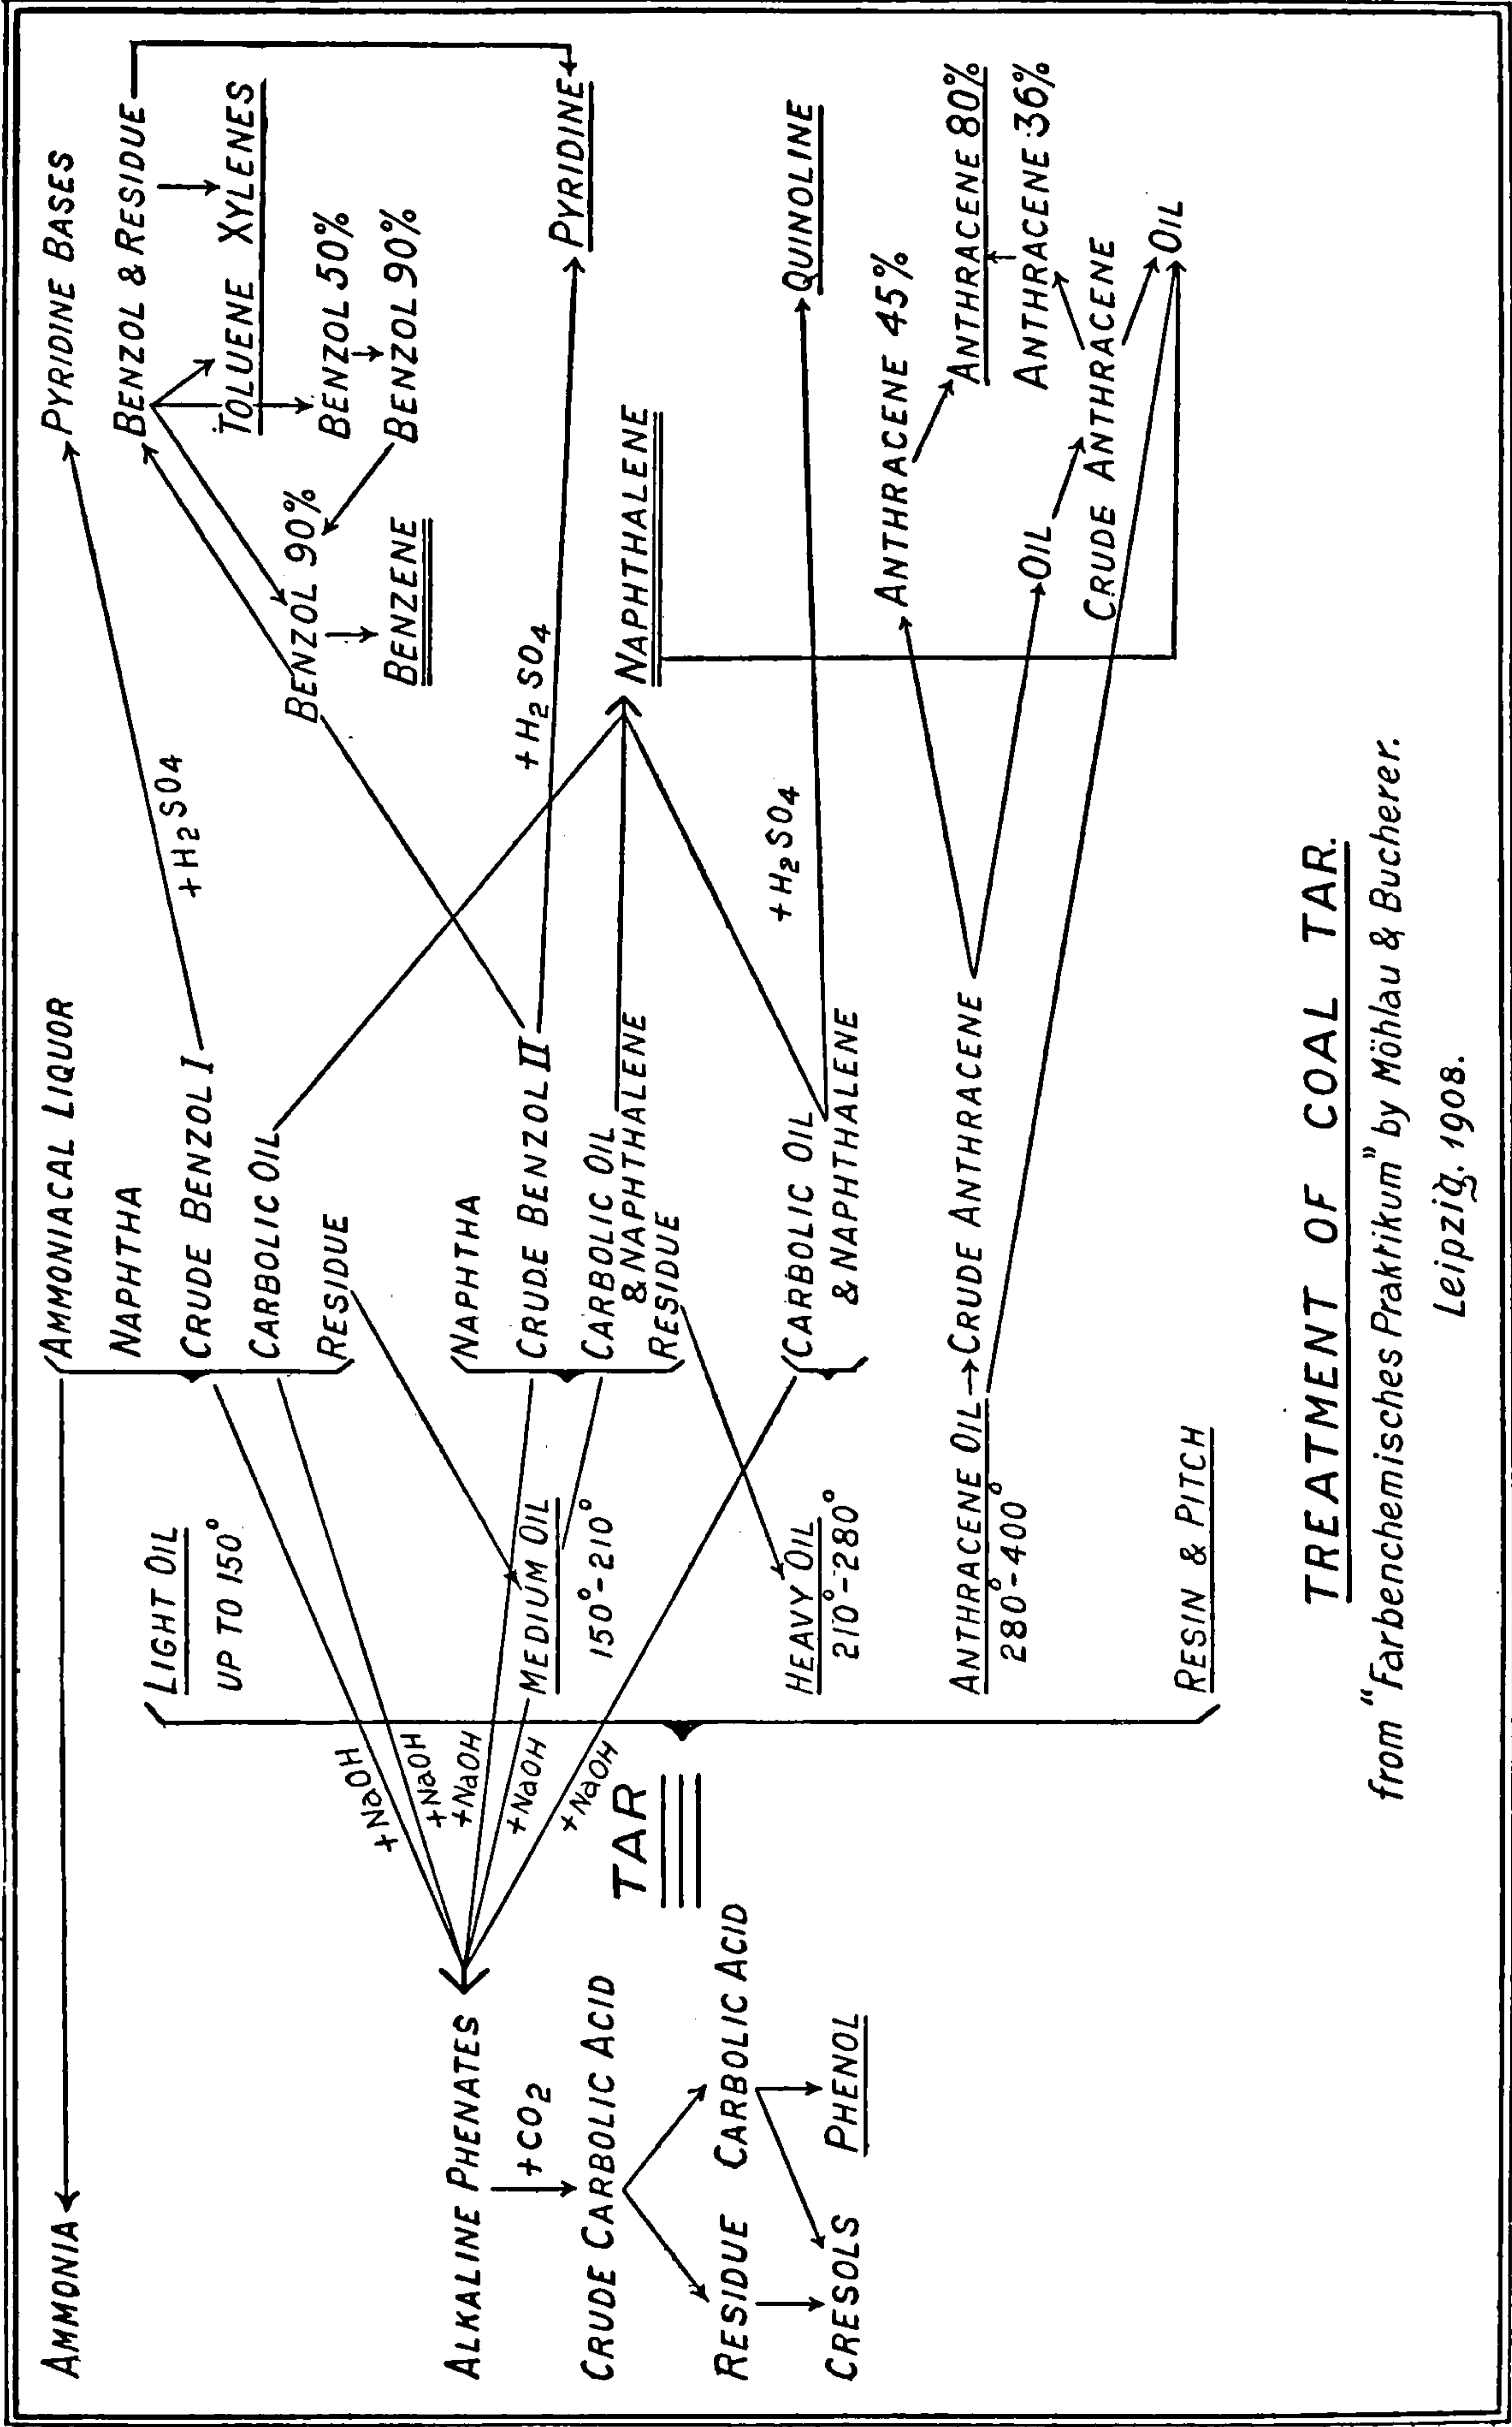 AMMONIA
ALKALINE PHENATES
+CO2
CRUDE CARBOLIC ACID
RESIDUE CARBOLIC ACID
CRESOLS PHENOL
TAR
+NaOH
+NaOH
+NaOH
+NaOH
+NaOH
LIGHT OIL
UP TO 150°
MEDIUM OIL
150°-210°
HEAVY OIL
210°-280°
ANTHRACENE OIL
280°-400°
RESIN & PITCH
AMMONIACAL LIQUOR
NAPHTHA
CRUDE BENZOL I
CARBOLIC OIL
RESIDUE
NAPHTHA
CRUDE BENZOL II
CARBOLIC OIL
& NAPHTHALENE
RESIDUE
CARBOLIC OIL
& NAPHTHALENE
CRUDE ANTHRACENE
+H2SO4
+H2SO4
+H2SO4
PYRIDINE BASES
BENZOL & RESIDUE
TOLUENE XYLENES
BENZOL 50%
BENZOL 90%
BENZOL 90%
BENZENE
PYRIDINE
NAPHTHALENE
QUINOLINE
ANTHRACENE 45%
ANTHRACENE 80%
ANTHRACENE 36%
OIL
CRUDE ANTHRACENE
OIL
TREATMENT OF COAL TAR.
from "Farbenchemisches Praktikum" by Möhlau & Bucherer.
Leipzig. 1908.